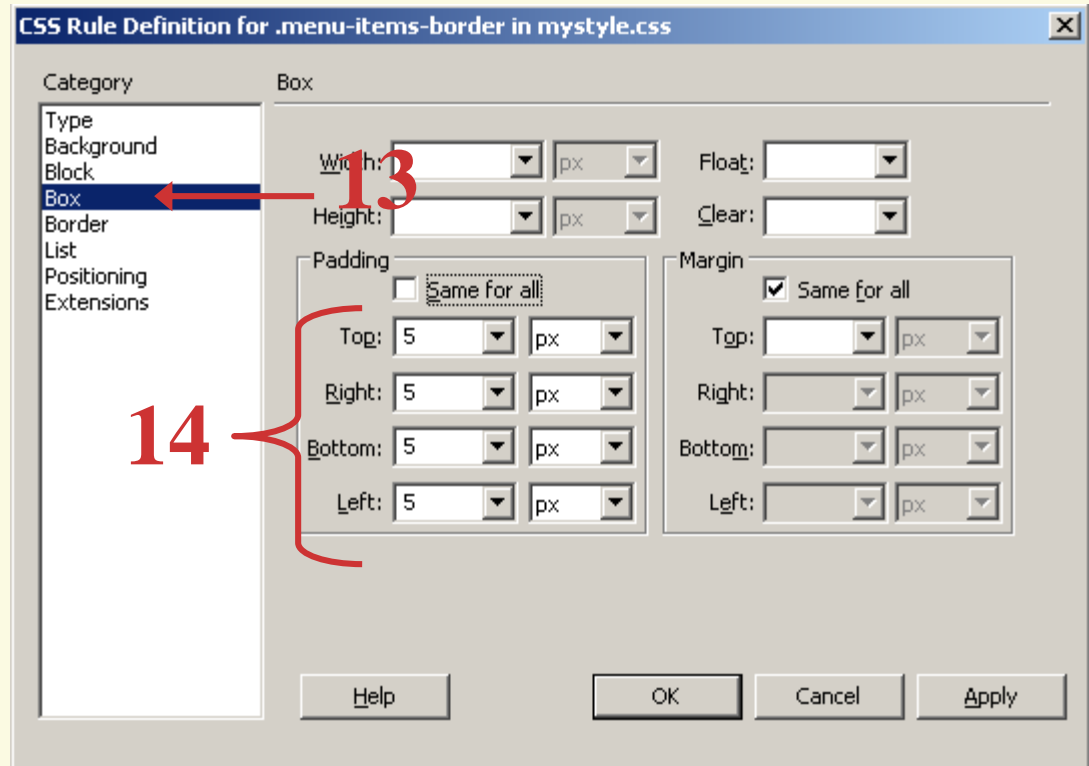 CSS Rule Definition for .menu-items-border in mystyle.css
Category
Box
Type
Background
Block
Box
Border
List
Positioning
Extensions
13
14
Width: px Float:
Height: px Clear:
Padding
Same for all
Top: 5 px
Right: 5 px
Bottom: 5 px
Left: 5 px
Margin
Same for all
Top: px
Right: px
Bottom: px
Left: px
Help OK Cancel Apply